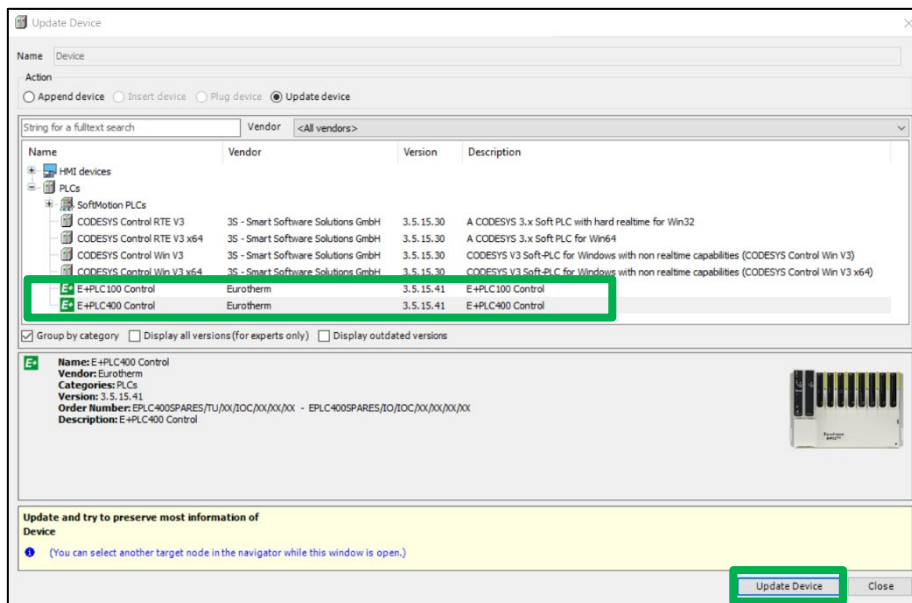 Update Device
Name Device
Action
Append device Insert device Plug device Update device
String for a fulltext search Vendor <All vendors>
Name Vendor Version Description
HMI devices
PLCs
SoftMotion PLCs
CODESYS Control RTE V3 3S - Smart Software Solutions GmbH 3.5.15.30 A CODESYS 3.x Soft PLC with hard realtime for Win32
CODESYS Control RTE V3 x64 3S - Smart Software Solutions GmbH 3.5.15.30 A CODESYS 3.x Soft PLC for Win64
CODESYS Control Win V3 3S - Smart Software Solutions GmbH 3.5.15.30 CODESYS V3 Soft-PLC for Windows with non realtime capabilities (CODESYS Control Win V3)
CODESYS Control Win V3 x64 3S - Smart Software Solutions GmbH 3.5.15.30 CODESYS V3 Soft-PLC for Windows with non realtime capabilities (CODESYS Control Win V3 x64)
E+ E+PLC100 Control Eurotherm 3.5.15.41 E+PLC100 Control
E+ E+PLC400 Control Eurotherm 3.5.15.41 E+PLC400 Control
Group by category Display all versions (for experts only) Display outdated versions
E+ Name: E+PLC400 Control
Vendor: Eurotherm
Categories: PLCs
Version: 3.5.15.41
Order Number: EPLC400SPARES/TU/XX/IOC/XX/XX/XX - EPLC400SPARES/IO/IOC/XX/XX/XX/XX
Description: E+PLC400 Control
Update and try to preserve most information of
Device
(You can select another target node in the navigator while this window is open.)
Update Device Close